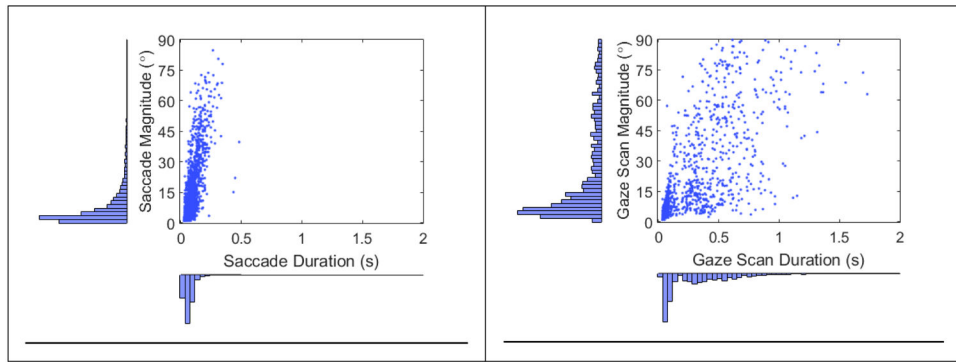 90
75
60
45
30
15
0
Saccade Magnitude (°)
0 0.5 1 1.5 2
Saccade Duration (s)
90
75
60
45
30
15
0
Gaze Scan Magnitude (°)
0 0.5 1 1.5 2
Gaze Scan Duration (s)